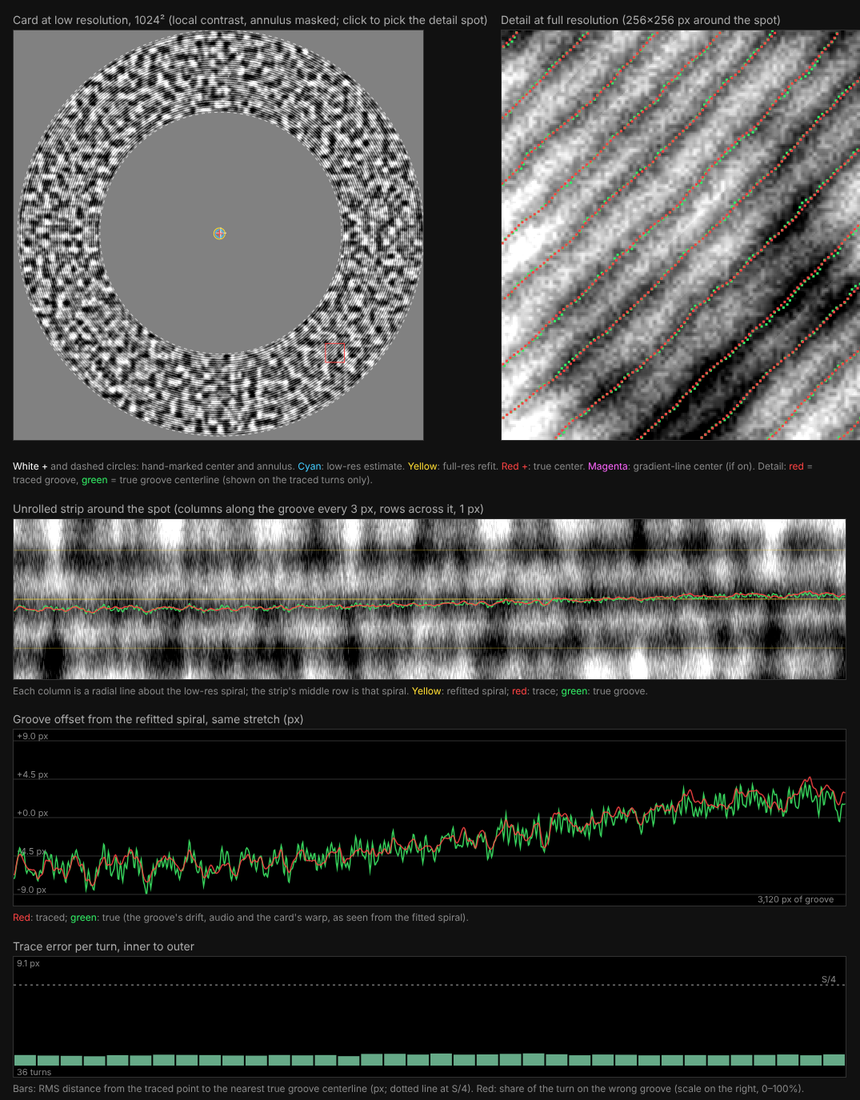 Card at low resolution, 1024² (local contrast, annulus masked; click to pick the detail spot)
Detail at full resolution (256×256 px around the spot)
White + and dashed circles: hand-marked center and annulus. Cyan: low-res estimate. Yellow: full-res refit. Red +: true center. Magenta: gradient-line center (if on). Detail: red =
traced groove, green = true groove centerline (shown on the traced turns only).
Unrolled strip around the spot (columns along the groove every 3 px, rows across it, 1 px)
Each column is a radial line about the low-res spiral; the strip's middle row is that spiral. Yellow: refitted spiral; red: trace; green: true groove.
Groove offset from the refitted spiral, same stretch (px)
+9.0 px
+4.5 px
+0.0 px
-4.5 px
-9.0 px
3,120 px of groove
Red: traced; green: true (the groove's drift, audio and the card's warp, as seen from the fitted spiral).
Trace error per turn, inner to outer
9.1 px
S/4
36 turns
Bars: RMS distance from the traced point to the nearest true groove centerline (px; dotted line at S/4). Red: share of the turn on the wrong groove (scale on the right, 0–100%).